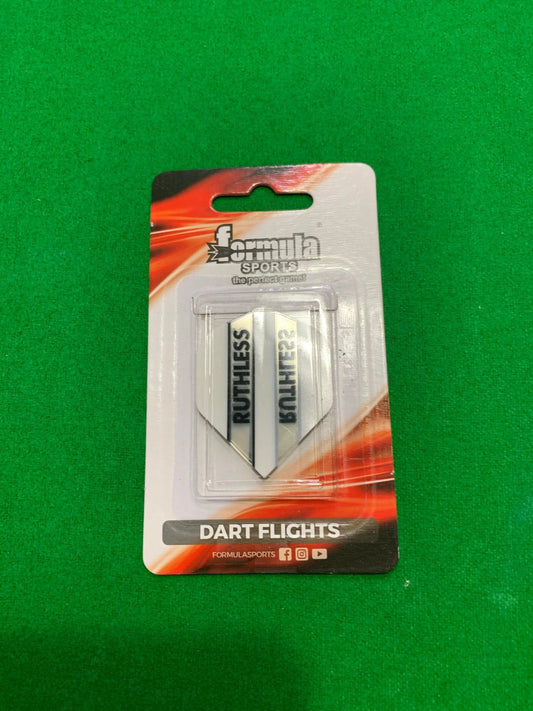 formula®
SPORTS
the perfect game!
RUTHLESS
RUTHLESS
DART FLIGHTS
FORMULASPORTS